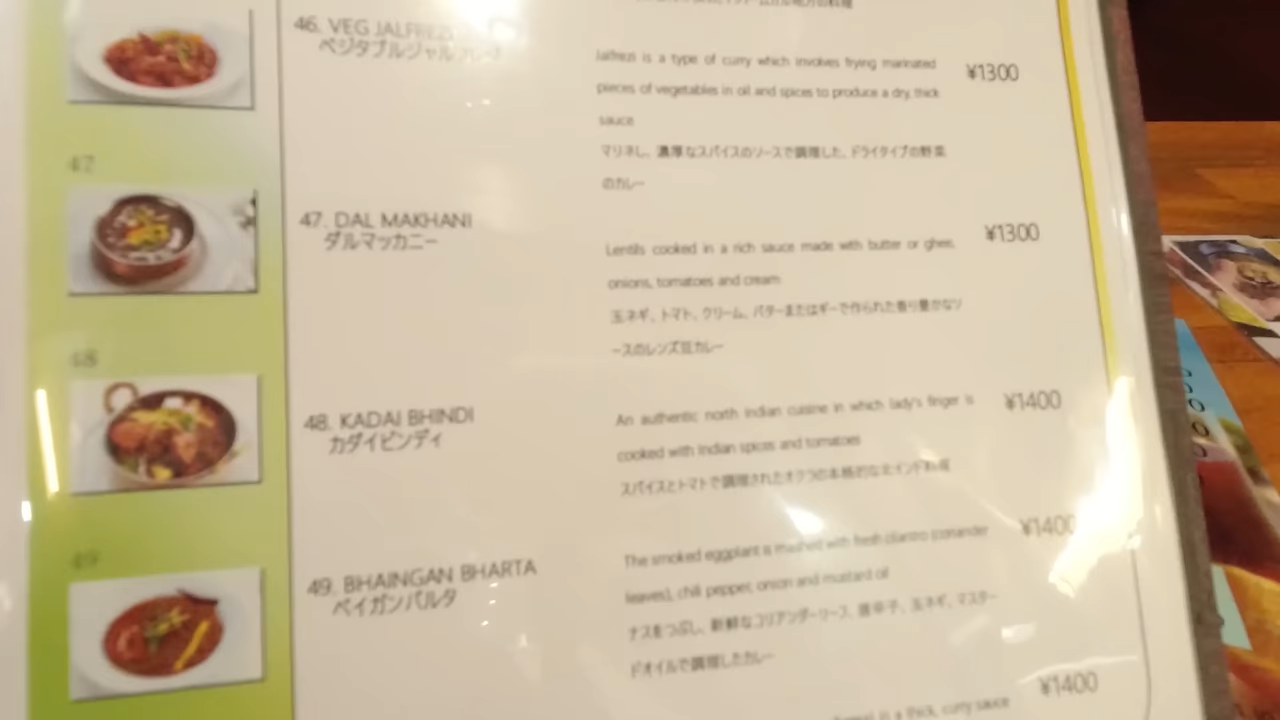 46. VEG JALFREZI
ベジタブルジャルフレジ
Jalfrezi is a type of curry which involves frying marinated
pieces of vegetables in oil and spices to produce a dry, thick
sauce
マリネし、濃厚なスパイスのソースで調理した、ドライタイプの野菜
のカレー
¥1300
47
47. DAL MAKHANI
ダルマッカニー
Lentils cooked in a rich sauce made with butter or ghee,
onions, tomatoes and cream
玉ネギ、トマト、クリーム、バターまたはギーで作られた香り豊かなソ
ースのレンズ豆カレー
¥1300
48
48. KADAI BHINDI
カダイビンディ
An authentic north Indian cuisine in which lady's finger is
cooked with Indian spices and tomatoes
スパイスとトマトで調理されたオクラの本格的な北インド料理
¥1400
49
49. BHAINGAN BHARTA
ベイガンバルタ
The smoked eggplant is mashed with fresh cilantro (coriander
leaves), chili pepper, onion and mustard oil
ナスをつぶし、新鮮なコリアンダーリーフ、唐辛子、玉ネギ、マスター
ドオイルで調理したカレー
¥1400
in a thick, curry sauce
¥1400